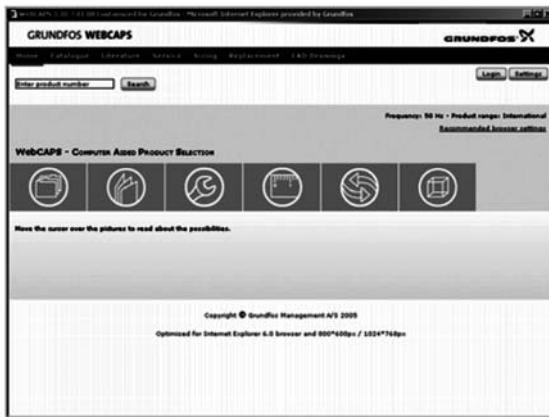 GRUNDFOS WEBCAPS
GRUNDFOS
Home Catalogue Literature Service Sizing Replacement CAD Drawings
Enter product number Search
Login Settings
Frequency: 50 Hz - Product range: International
Recommended browser settings
WebCAPS - Computer Aided Product Selection
Move the cursor over the pictures to read about the possibilities.
Copyright © Grundfos Management A/S 2005
Optimized for Internet Explorer 6.0 browser and 800*600px / 1024*768px